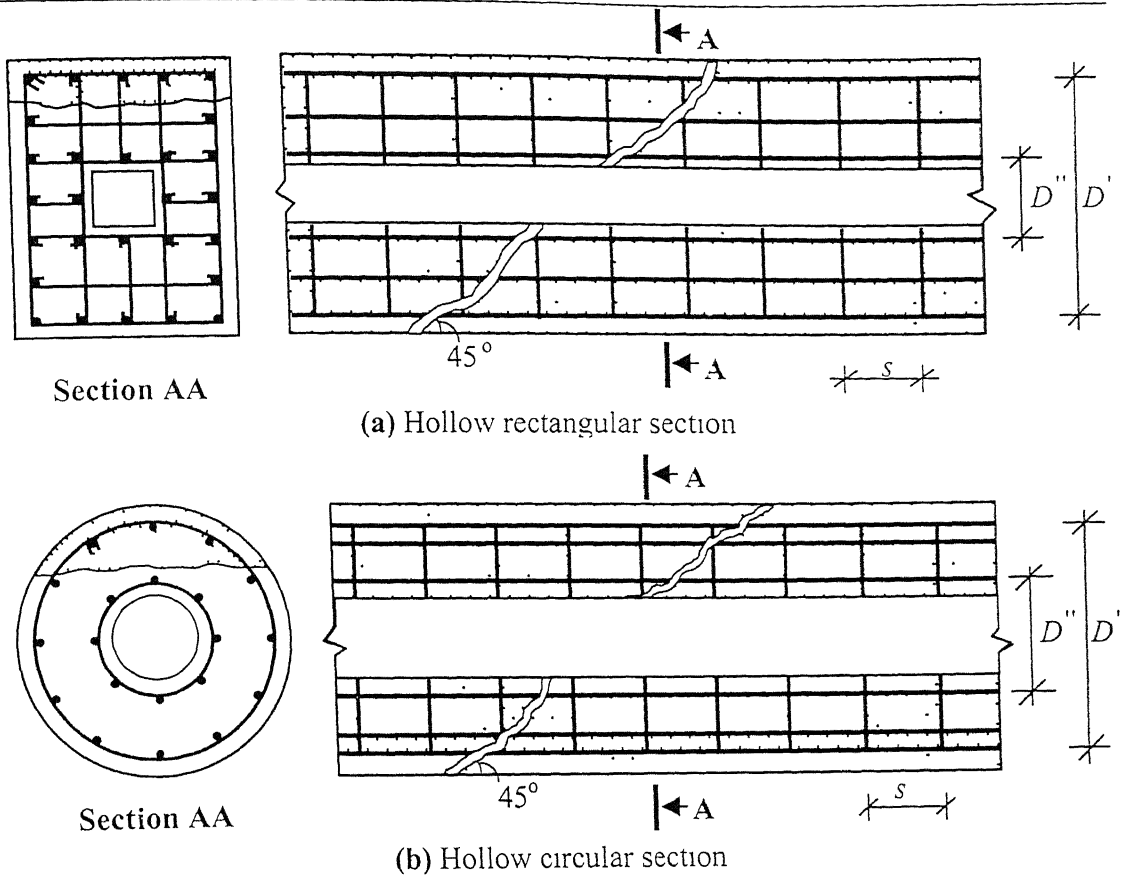 A
D" D'
45°
A
s
Section AA
(a) Hollow rectangular section
A
D" D'
45°
A
s
Section AA
(b) Hollow circular section